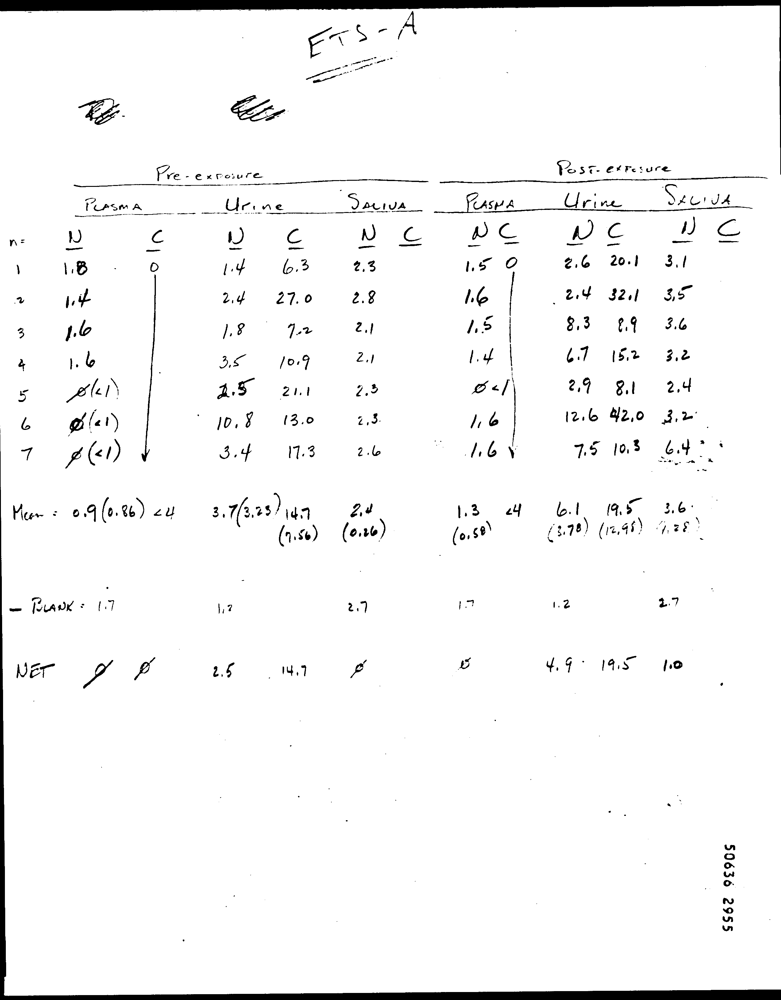 ETS-A
Pre-exposure Post-exposure
Plasma Urine Saliva Plasma Urine Saliva
n= N C N C N C N C N C N C
1 1.8 0 1.4 6.3 2.3 1.5 0 2.6 20.1 3.1
2 1.4 2.4 27.0 2.8 1.6 2.4 32.1 3.5
3 1.6 1.8 7.2 2.1 1.5 8.3 8.9 3.6
4 1.6 3.5 10.9 2.1 1.4 6.7 15.2 3.2
5 ø(<1) 2.5 21.1 2.3 ø<1 2.9 8.1 2.4
6 ø(<1) 10.8 13.0 2.3 1.6 12.6 42.0 3.2
7 ø(<1) 3.4 17.3 2.6 1.6 7.5 10.3 6.4
Mean = 0.9(0.86) <4 3.7(3.23) 14.7 2.4 1.3 <4 6.1 19.5 3.6
(7.56) (0.26) (0.58) (3.78) (12.95)
- Blank = 1.7 1.2 2.7 1.7 1.2 2.7
NET ø ø 2.5 14.7 ø ø 4.9 19.5 1.0
50636 2955